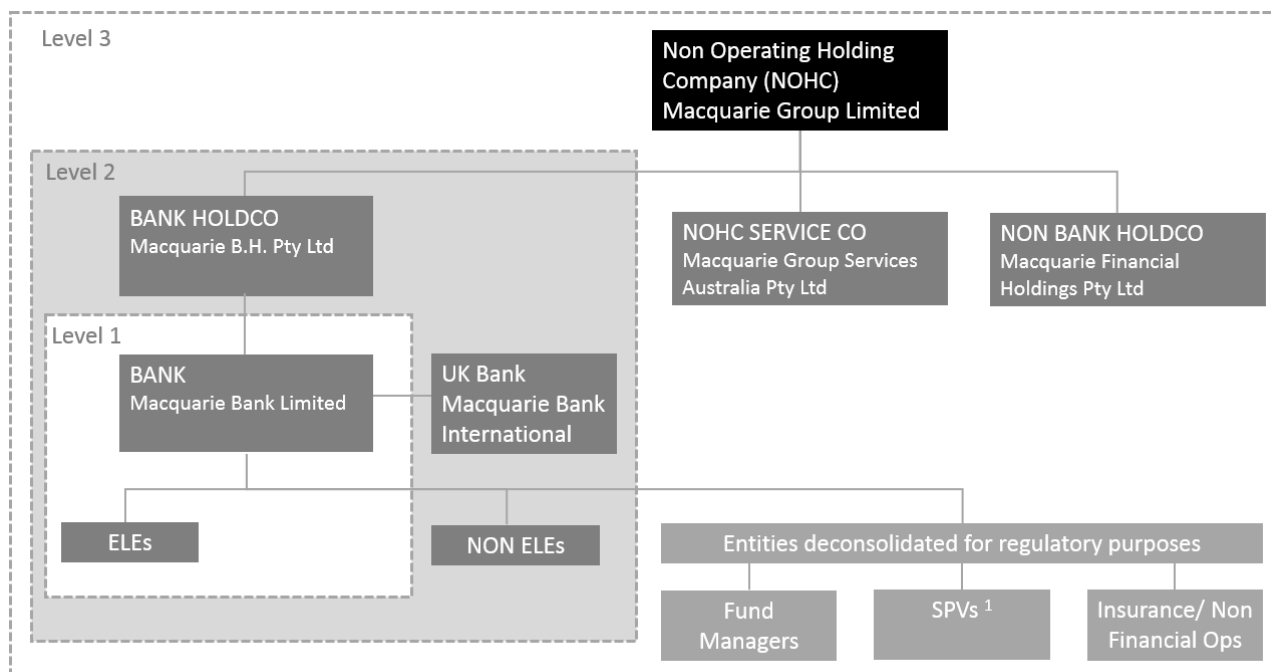 Level 3
Non Operating Holding
Company (NOHC)
Macquarie Group Limited
Level 2
BANK HOLDCO
Macquarie B.H. Pty Ltd
NOHC SERVICE CO
Macquarie Group Services
Australia Pty Ltd
NON BANK HOLDCO
Macquarie Financial
Holdings Pty Ltd
Level 1
BANK
Macquarie Bank Limited
UK Bank
Macquarie Bank
International
ELEs
NON ELEs
Entities deconsolidated for regulatory purposes
Fund
Managers
SPVs 1
Insurance/ Non
Financial Ops